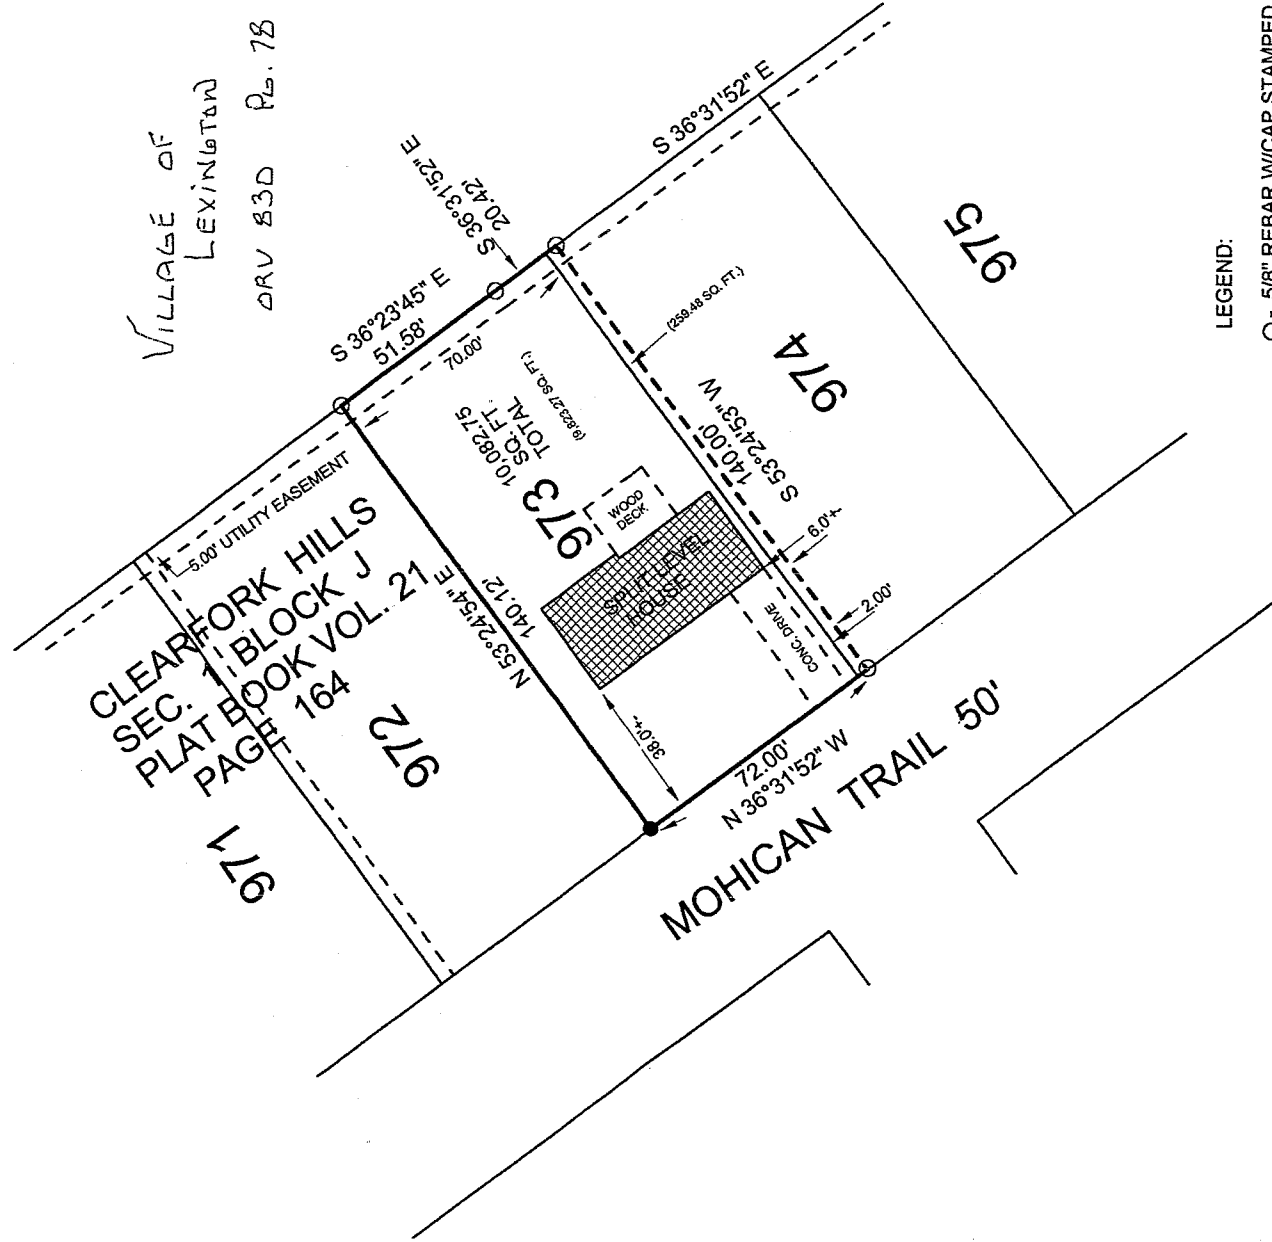 VILLAGE OF
LEXINGTON
ORV 830 PG. 78
S 36°31'52" E
S 36°31'52" E
20.42'
S 36°23'45" E
51.58'
70.00'
5.00' UTILITY EASEMENT
CLEARFORK HILLS
SEC. 1 BLOCK J
PLAT BOOK VOL. 21
PAGE 164
971
972
N 53°24'54" E
140.12'
973
10,082.75
SQ. FT.
TOTAL
(9,823.27 SQ. FT.)
WOOD
DECK
SPLIT LEVEL
HOUSE
(259.48 SQ. FT.)
974
975
S 53°24'53" W
140.00'
6.0'+-
2.00'
CONC. DRIVE
38.0'+-
72.00'
N 36°31'52" W
MOHICAN TRAIL 50'
LEGEND:
O - 5/8" REBAR W/CAP STAMPED